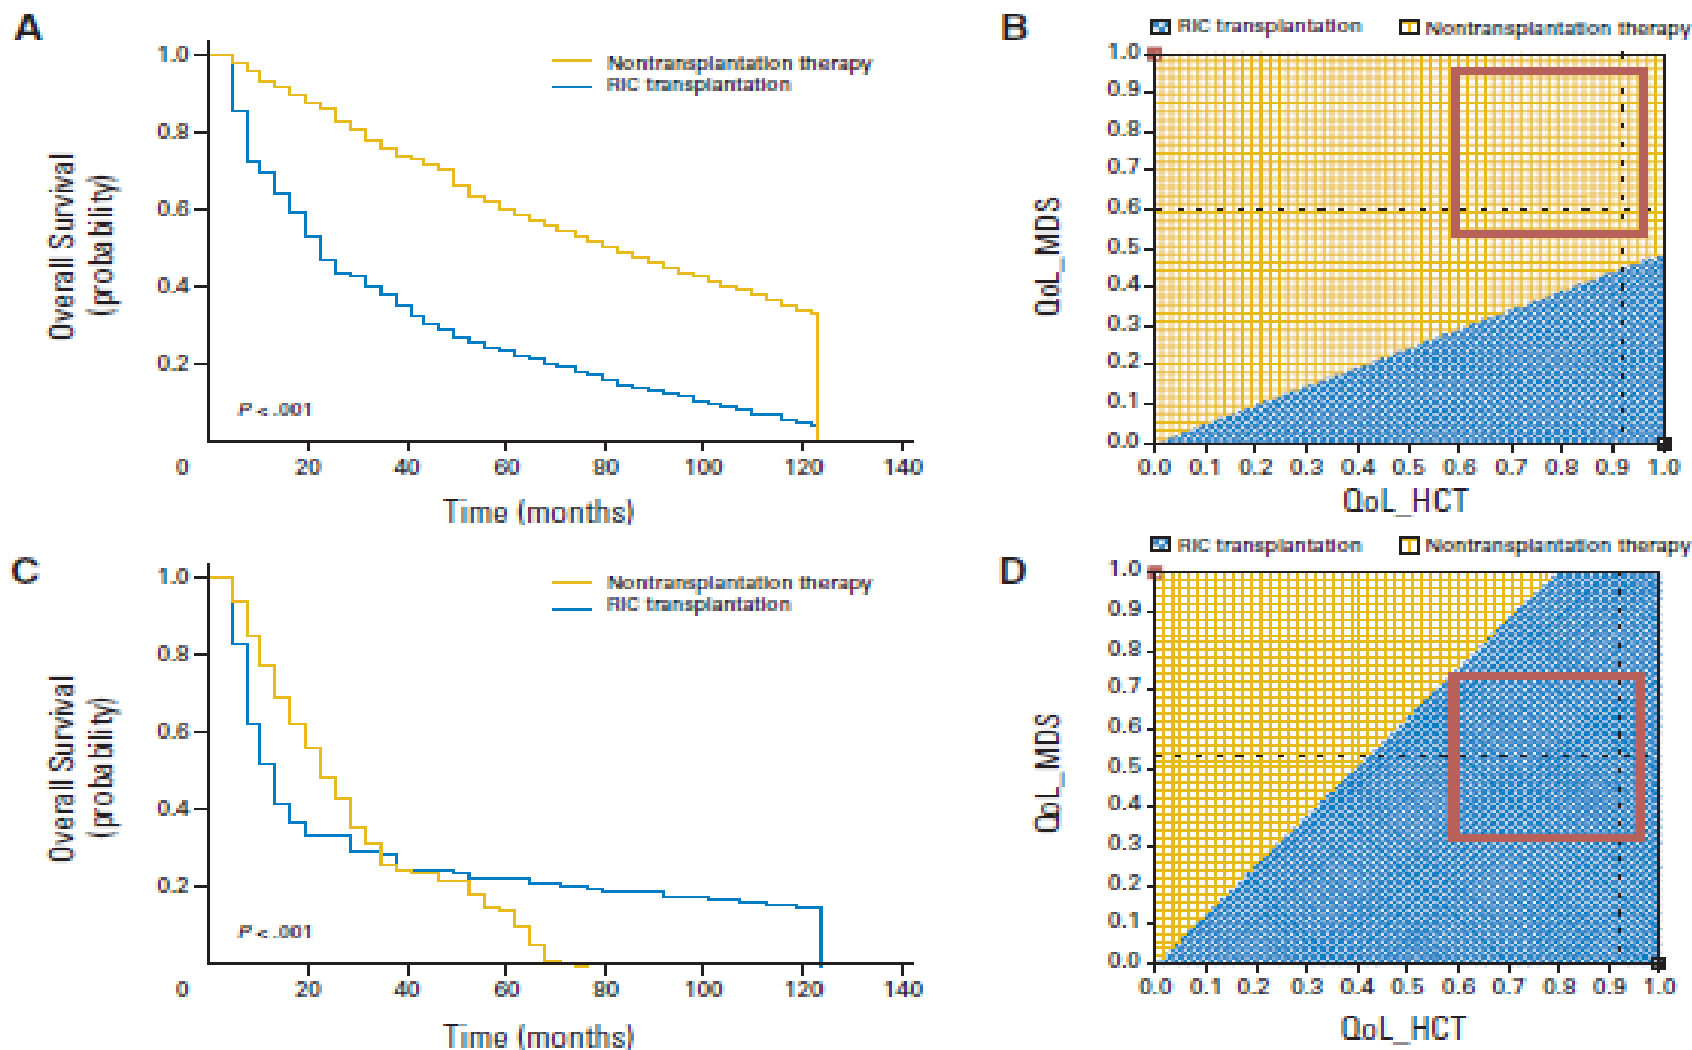 A
Nontransplantation therapy
RIC transplantation
1.0
0.8
0.6
0.4
0.2
Overall Survival
(probability)
P < .001
0 20 40 60 80 100 120 140
Time (months)
B
RIC transplantation Nontransplantation therapy
1.0
0.9
0.8
0.7
0.6
0.5
0.4
0.3
0.2
0.1
0.0
QoL_MDS
0.0 0.1 0.2 0.3 0.4 0.5 0.6 0.7 0.8 0.9 1.0
QoL_HCT
C
Nontransplantation therapy
RIC transplantation
1.0
0.8
0.6
0.4
0.2
Overall Survival
(probability)
P < .001
0 20 40 60 80 100 120 140
Time (months)
D
RIC transplantation Nontransplantation therapy
1.0
0.9
0.8
0.7
0.6
0.5
0.4
0.3
0.2
0.1
0.0
QoL_MDS
0.0 0.1 0.2 0.3 0.4 0.5 0.6 0.7 0.8 0.9 1.0
QoL_HCT